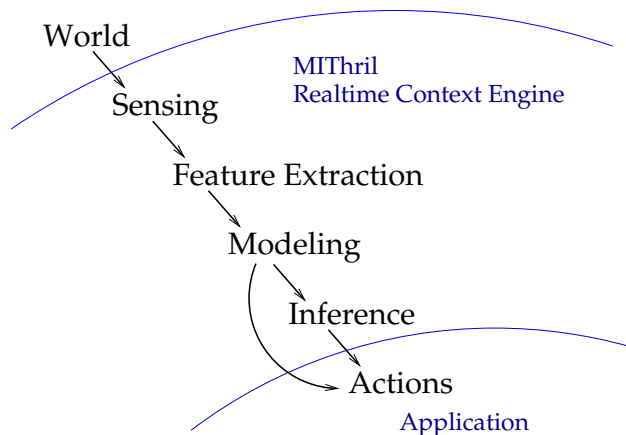 World
MIThril
Realtime Context Engine
Sensing
Feature Extraction
Modeling
Inference
Actions
Application